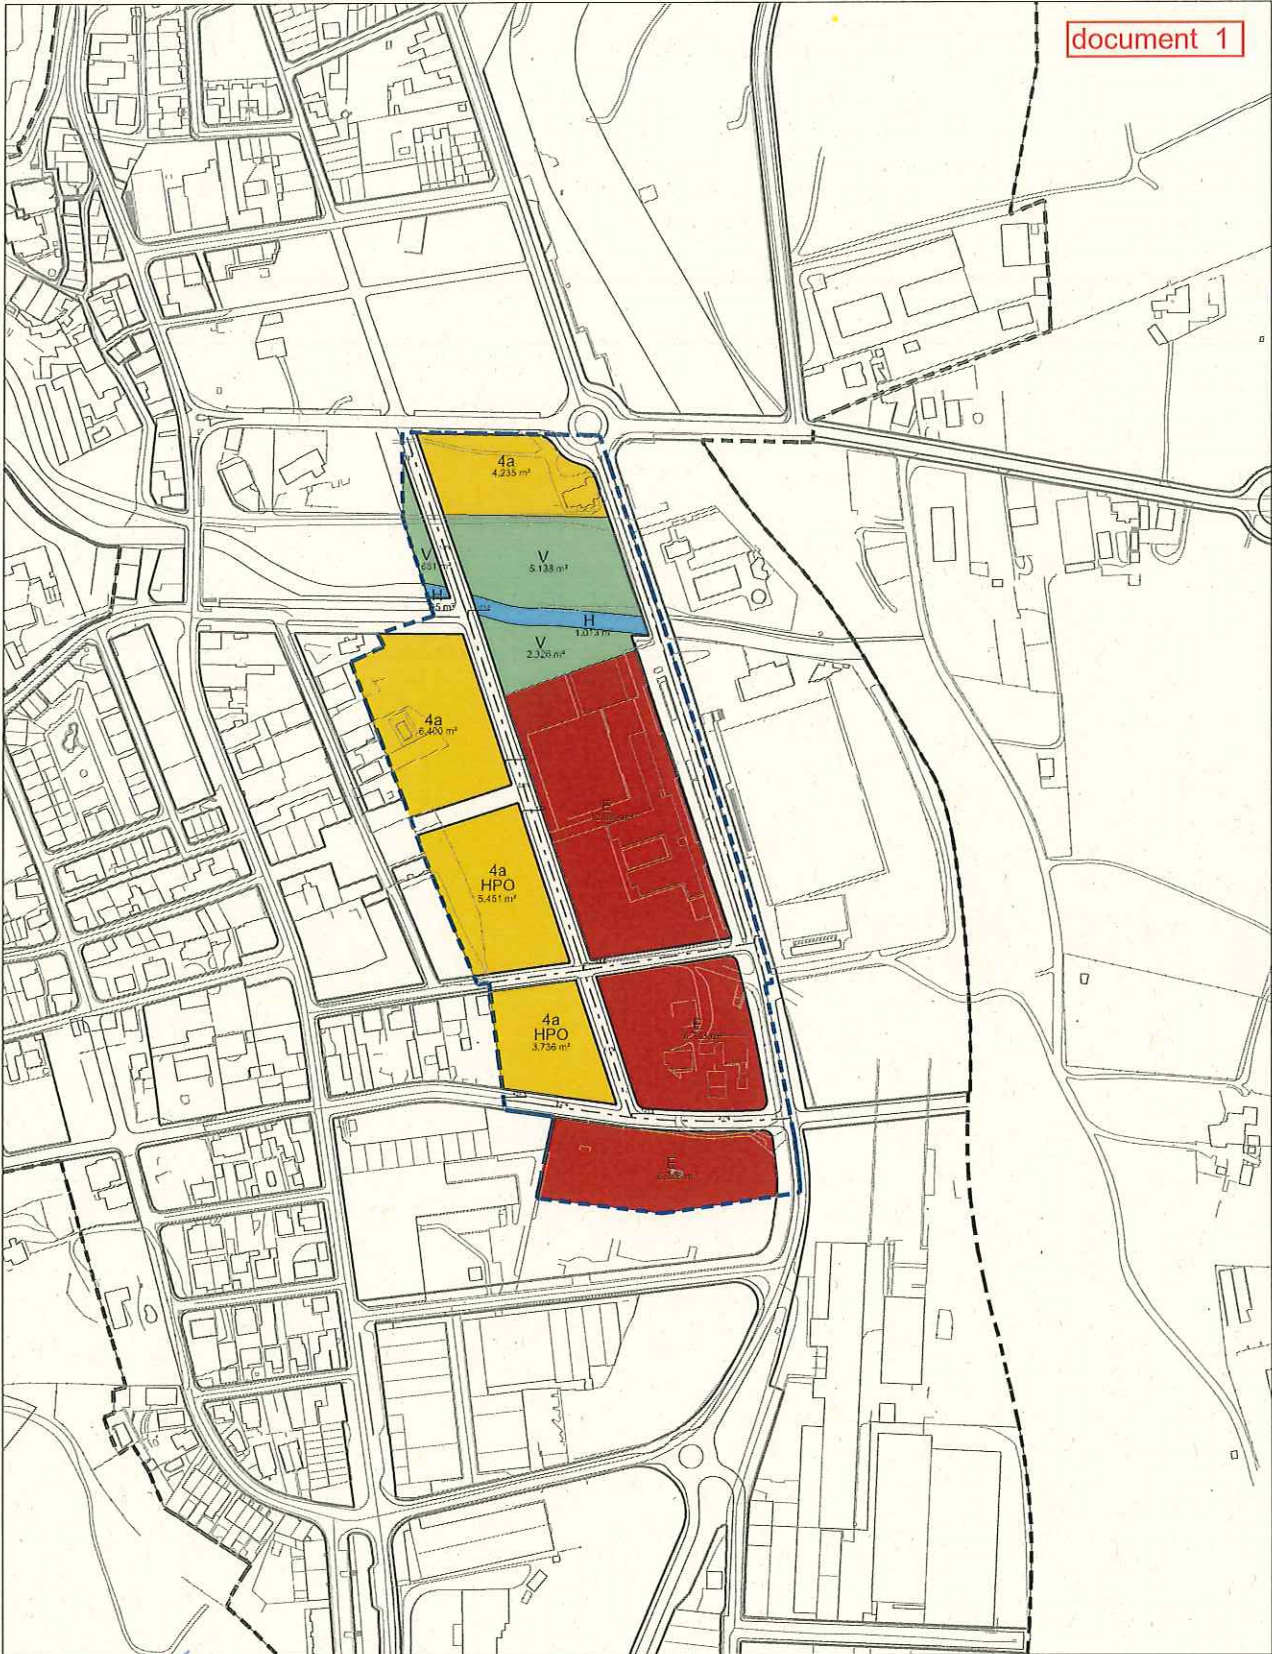 document 1
4a
4.235 m²
V
5.138 m²
V
H
H
V
2.326 m²
4a
6.400 m²
E
4a
HPO
5.451 m²
4a
HPO
3.736 m²
E
E